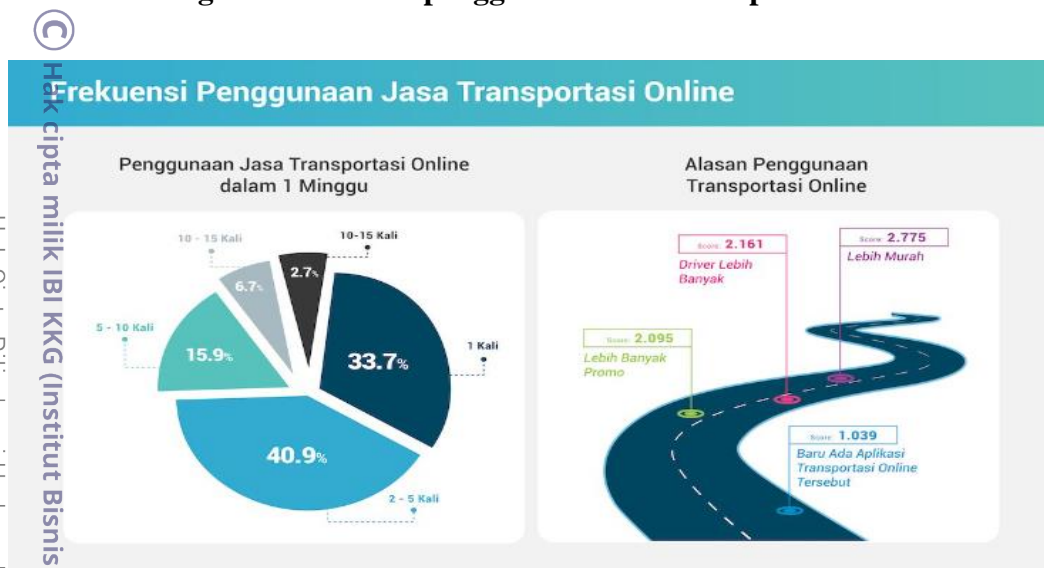 Frekuensi Penggunaan Jasa Transportasi Online
Penggunaan Jasa Transportasi Online
dalam 1 Minggu
10 - 15 Kali
10-15 Kali
2.7%
6.7%
5 - 10 Kali
15.9%
33.7%
1 Kali
40.9%
2 - 5 Kali
Alasan Penggunaan
Transportasi Online
Score: 2.161
Driver Lebih
Banyak
Score: 2.775
Lebih Murah
Score: 2.095
Lebih Banyak
Promo
Score: 1.039
Baru Ada Aplikasi
Transportasi Online
Tersebut
© Hak cipta milik IBI KKG (Institut Bisnis